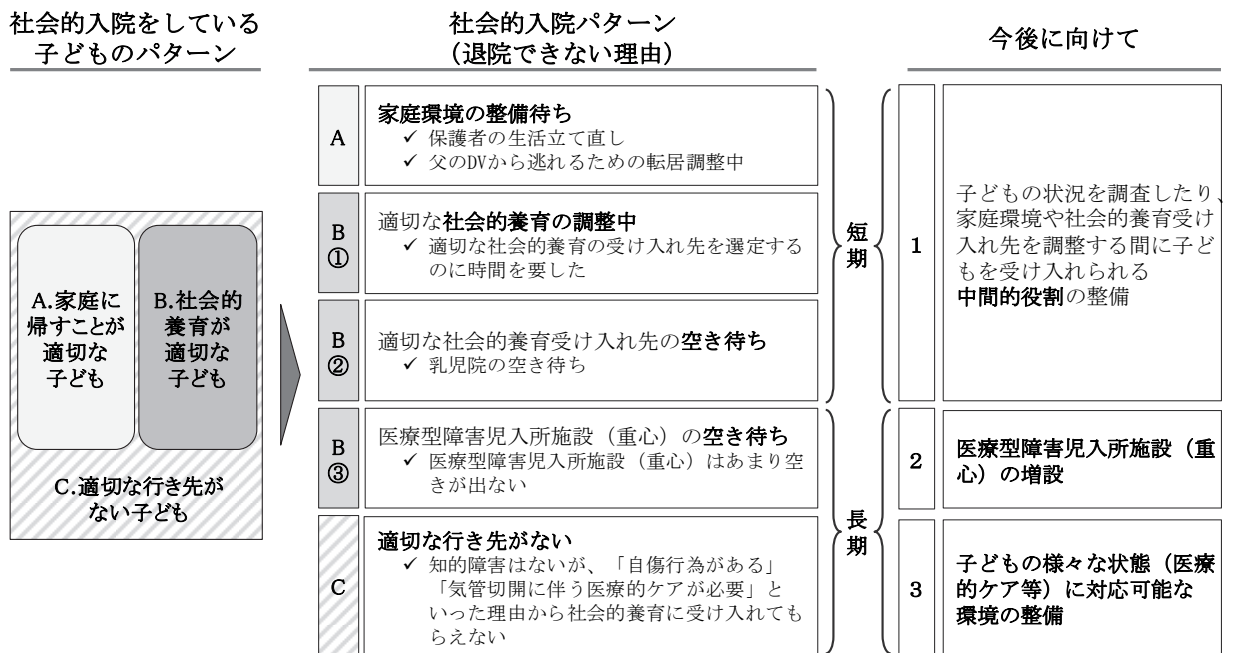 社会的入院をしている
子どものパターン
社会的入院パターン
（退院できない理由）
今後に向けて
A.家庭に
帰すことが
適切な
子ども
B.社会的
養育が
適切な
子ども
C.適切な行き先が
ない子ども
A
家庭環境の整備待ち
✓ 保護者の生活立て直し
✓ 父のDVから逃れるための転居調整中
B
①
適切な社会的養育の調整中
✓ 適切な社会的養育の受け入れ先を選定する
のに時間を要した
B
②
適切な社会的養育受け入れ先の空き待ち
✓ 乳児院の空き待ち
B
③
医療型障害児入所施設（重心）の空き待ち
✓ 医療型障害児入所施設（重心）はあまり空
きが出ない
C
適切な行き先がない
✓ 知的障害はないが、「自傷行為がある」
「気管切開に伴う医療的ケアが必要」と
いった理由から社会的養育に受け入れても
らえない
短
期
長
期
1
子どもの状況を調査したり、
家庭環境や社会的養育受け
入れ先を調整する間に子ど
もを受け入れられる
中間的役割の整備
2
医療型障害児入所施設（重
心）の増設
3
子どもの様々な状態（医療
的ケア等）に対応可能な
環境の整備